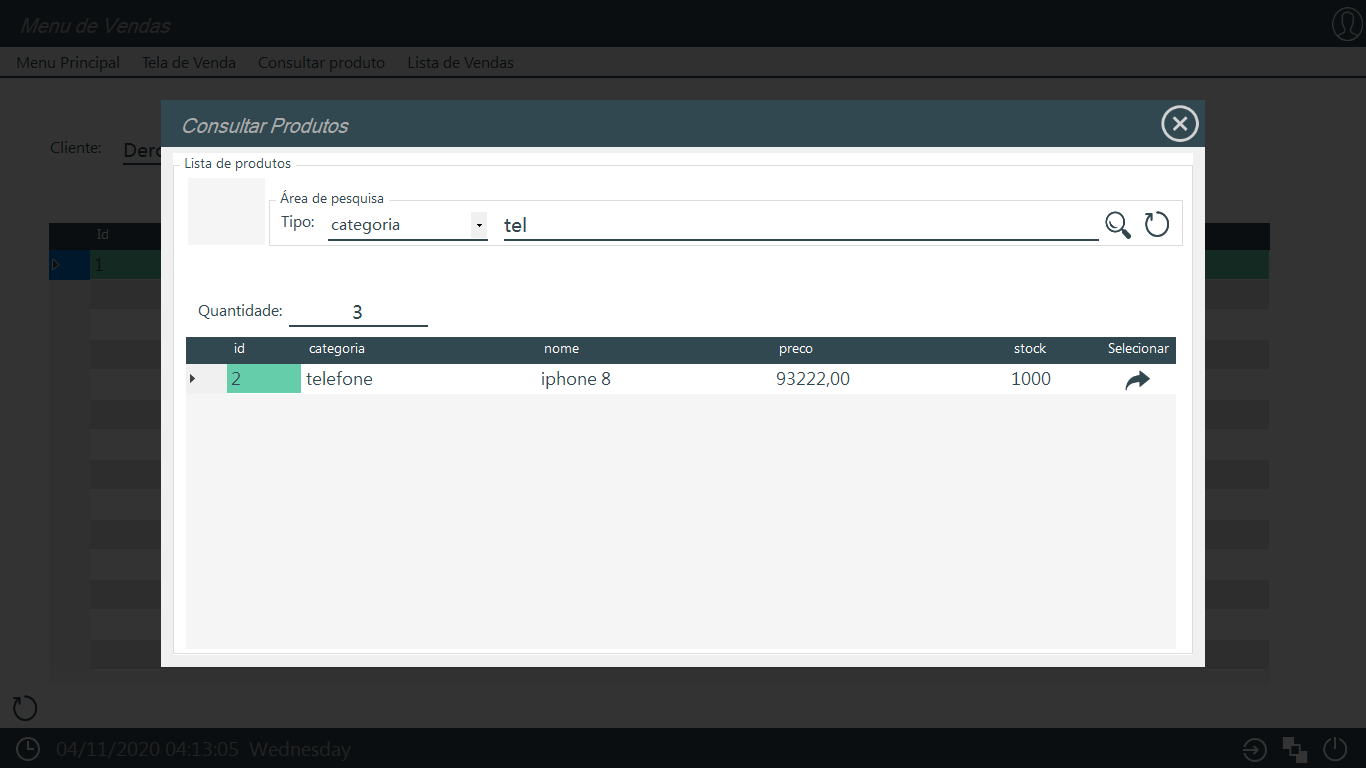 Menu de Vendas
Menu Principal Tela de Venda Consultar produto Lista de Vendas
Consultar Produtos
Cliente:
Lista de produtos
Área de pesquisa
Tipo: categoria tel
Id
1
Quantidade: 3
id categoria nome preco stock Selecionar
2 telefone iphone 8 93222,00 1000
04/11/2020 04:13:05 Wednesday